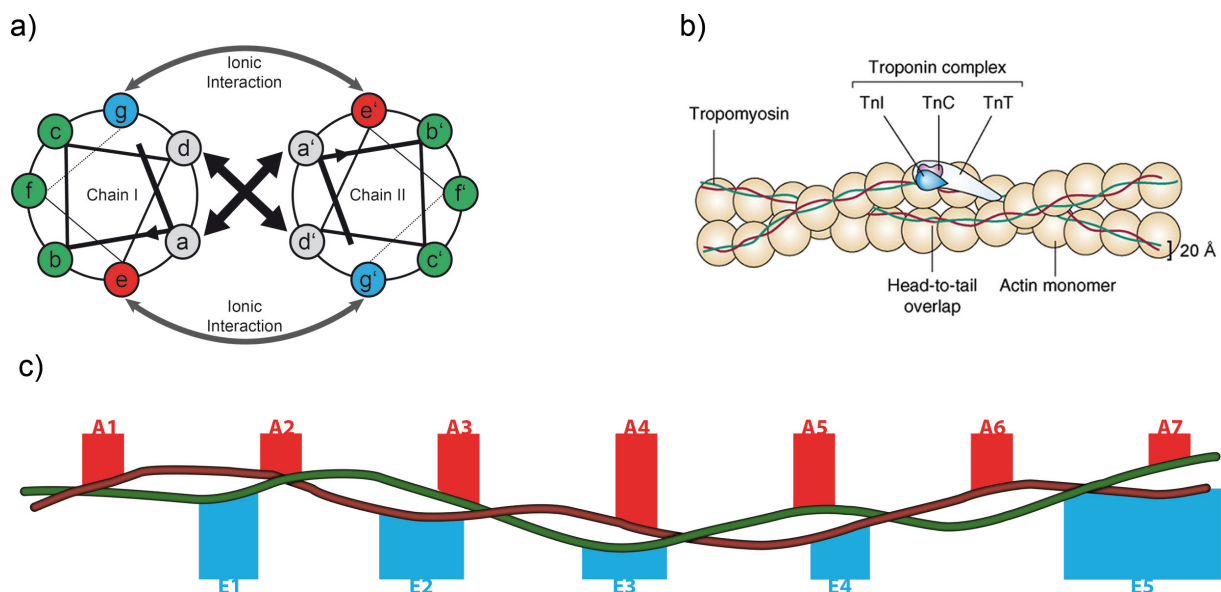 a)
Ionic
Interaction
g
e‘
c
d
a‘
b‘
f
Chain I
Chain II
f‘
b
a
d‘
c‘
e
g‘
Ionic
Interaction
b)
Troponin complex
TnI TnC TnT
Tropomyosin
20 Å
Head-to-tail
overlap
Actin monomer
c)
A1 A2 A3 A4 A5 A6 A7
E1 E2 E3 E4 E5